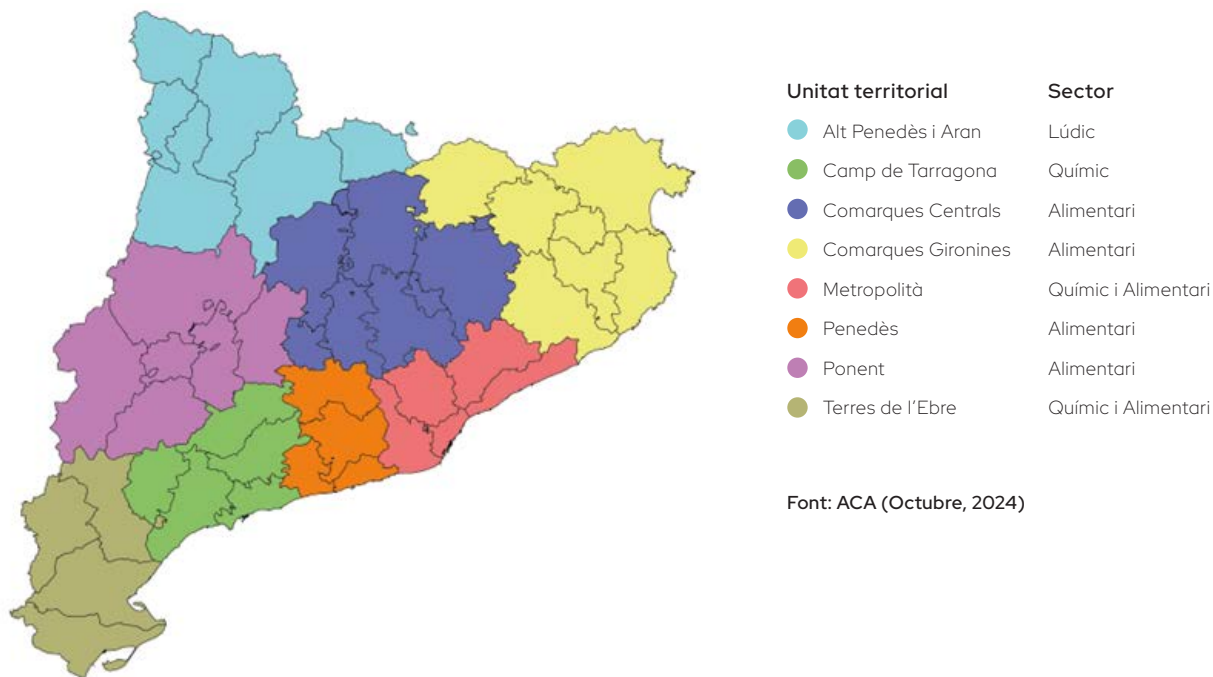 Unitat territorial Sector
Alt Penedès i Aran Lúdic
Camp de Tarragona Químic
Comarques Centrals Alimentari
Comarques Gironines Alimentari
Metropolità Químic i Alimentari
Penedès Alimentari
Ponent Alimentari
Terres de l'Ebre Químic i Alimentari
Font: ACA (Octubre, 2024)